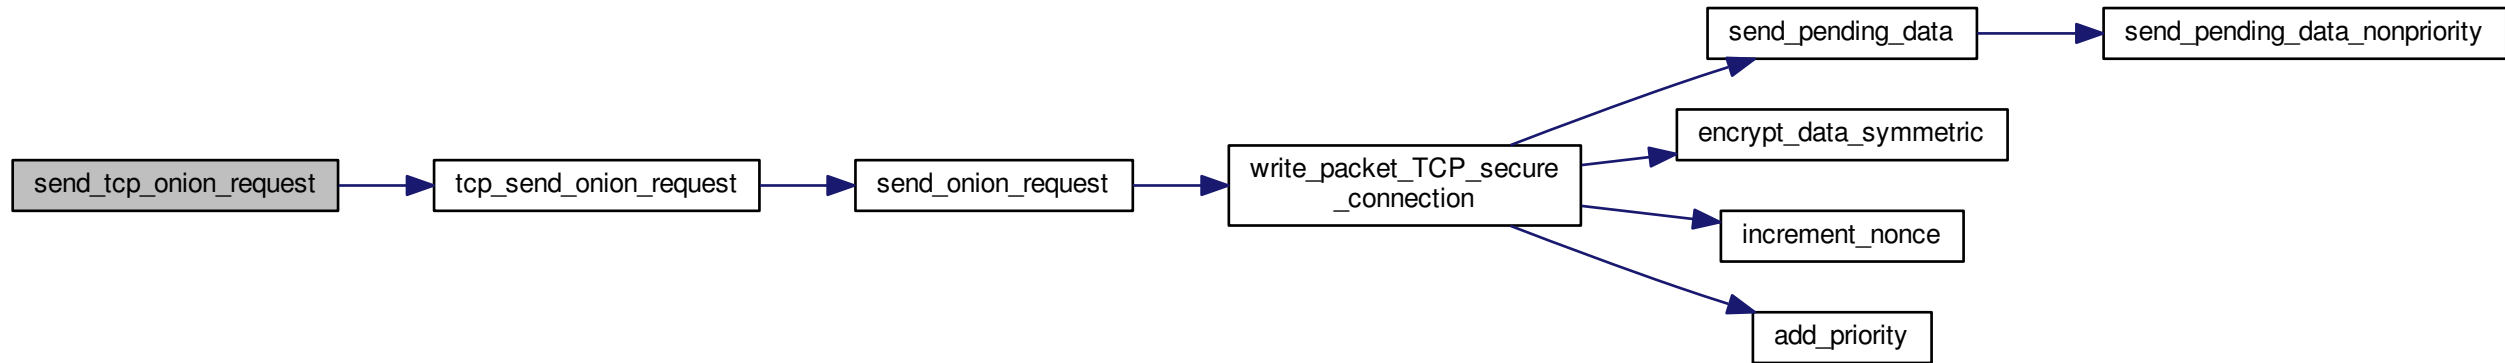 send_pending_data
send_pending_data_nonpriority
encrypt_data_symmetric
send_tcp_onion_request
tcp_send_onion_request
send_onion_request
write_packet_TCP_secure
_connection
increment_nonce
add_priority